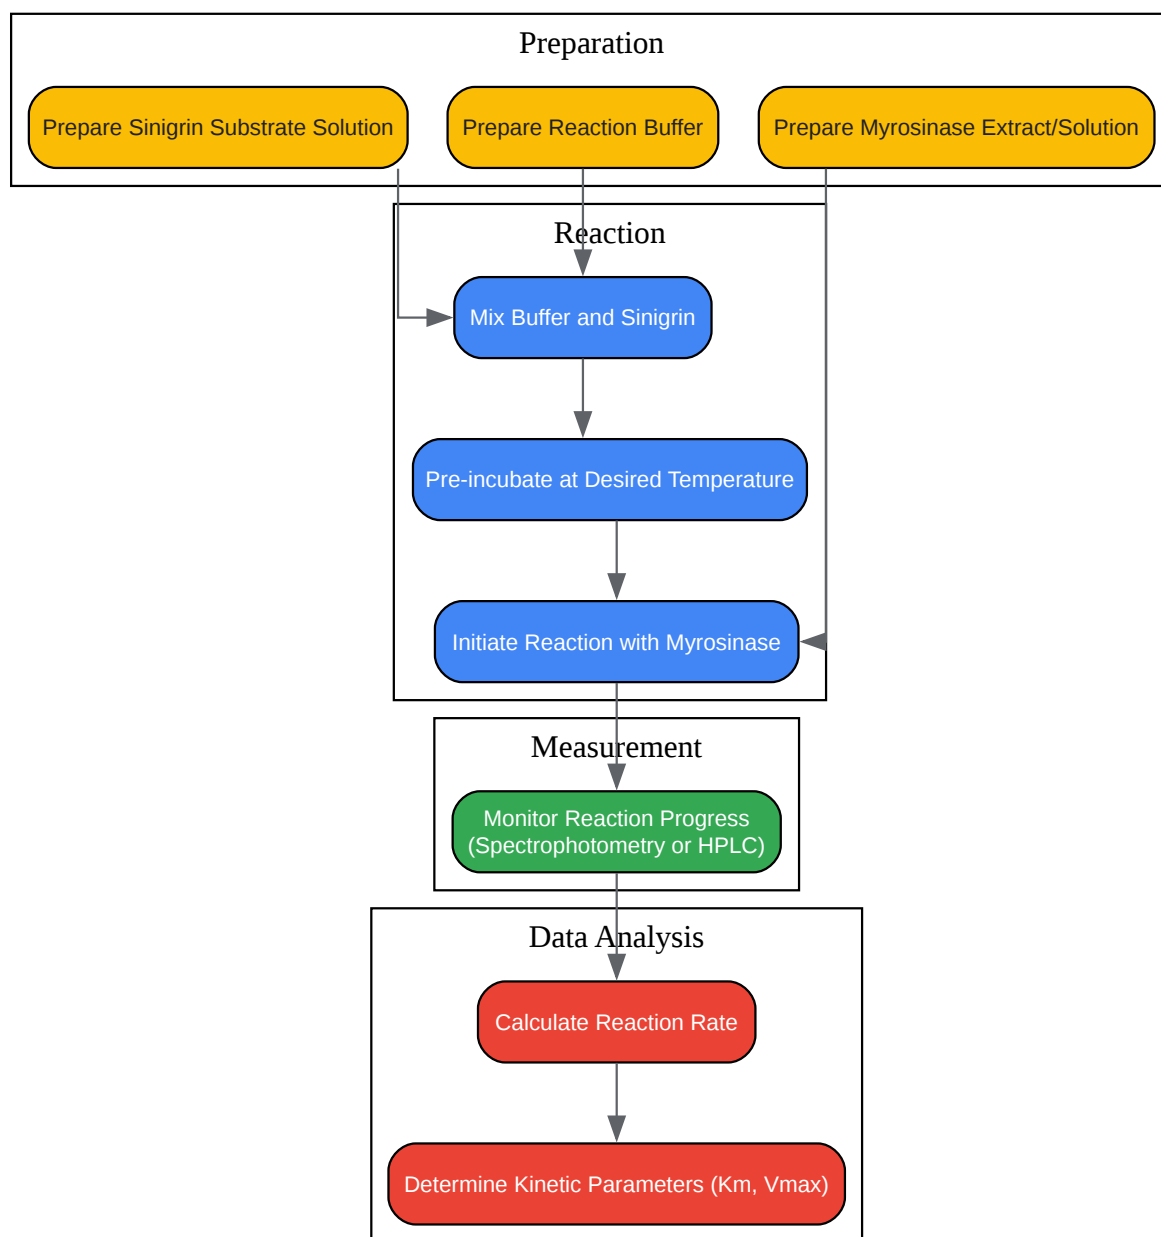 Preparation
Prepare Sinigrin Substrate Solution
Prepare Reaction Buffer
Prepare Myrosinase Extract/Solution
Reaction
Mix Buffer and Sinigrin
Pre-incubate at Desired Temperature
Initiate Reaction with Myrosinase
Measurement
Monitor Reaction Progress
(Spectrophotometry or HPLC)
Data Analysis
Calculate Reaction Rate
Determine Kinetic Parameters (Km, Vmax)